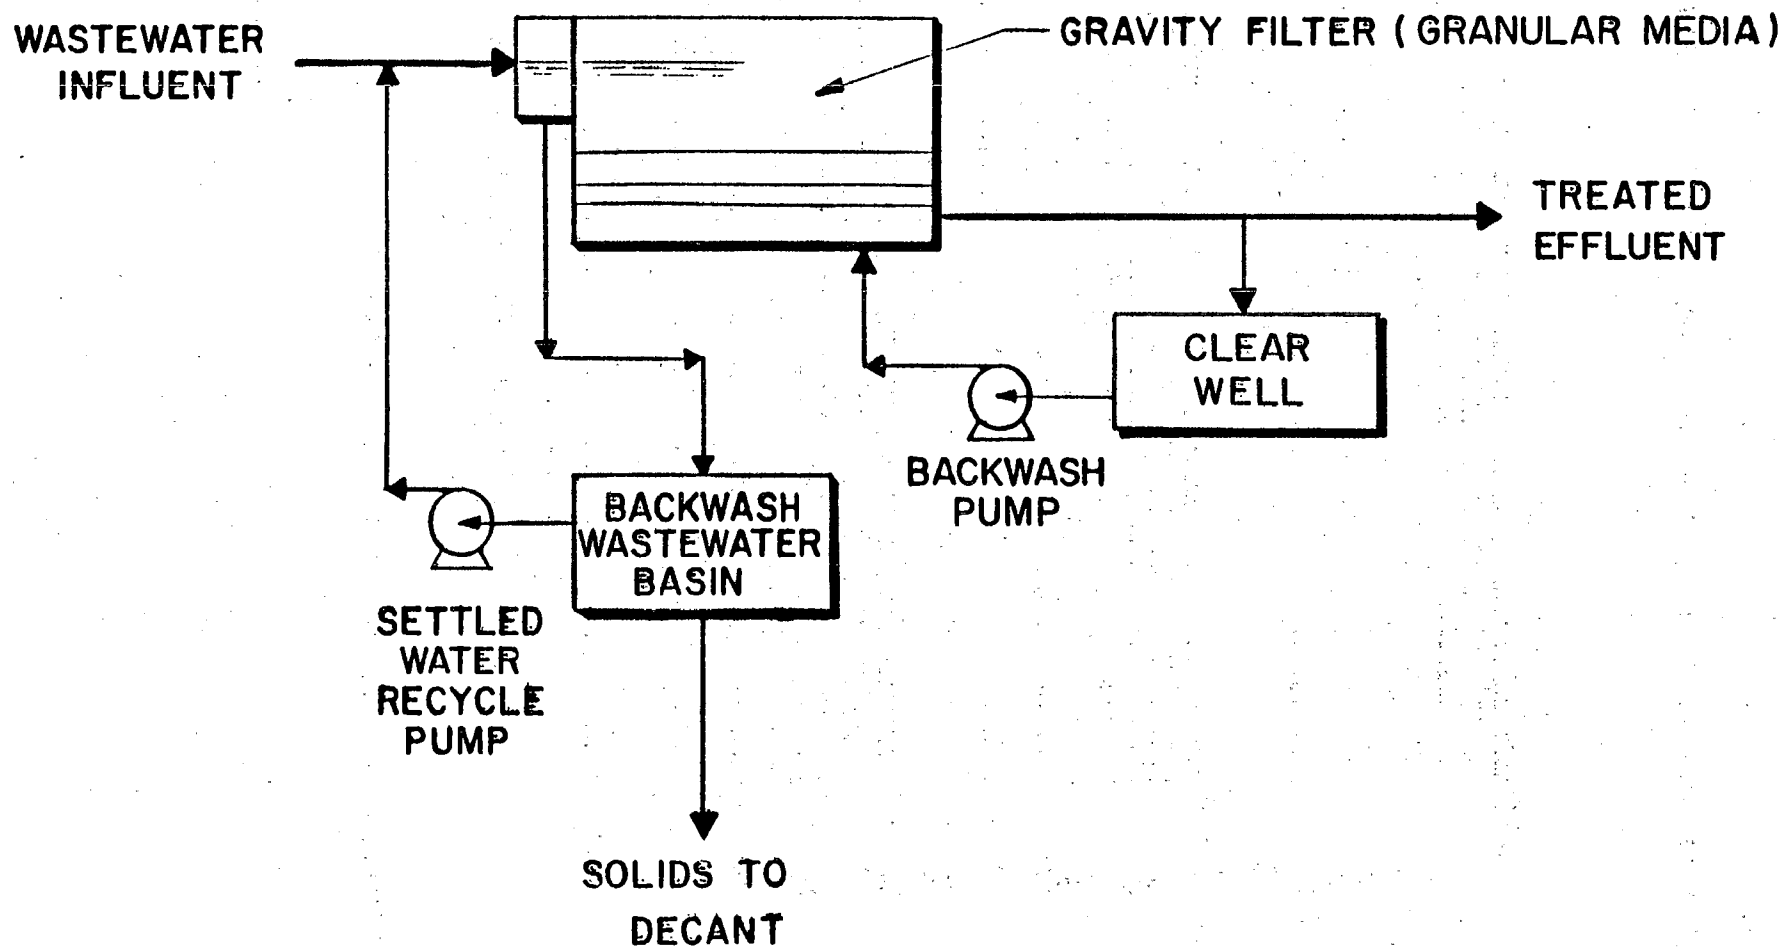 WASTEWATER
INFLUENT
GRAVITY FILTER (GRANULAR MEDIA)
TREATED
EFFLUENT
CLEAR
WELL
BACKWASH
PUMP
BACKWASH
WASTEWATER
BASIN
SETTLED
WATER
RECYCLE
PUMP
SOLIDS TO
DECANT